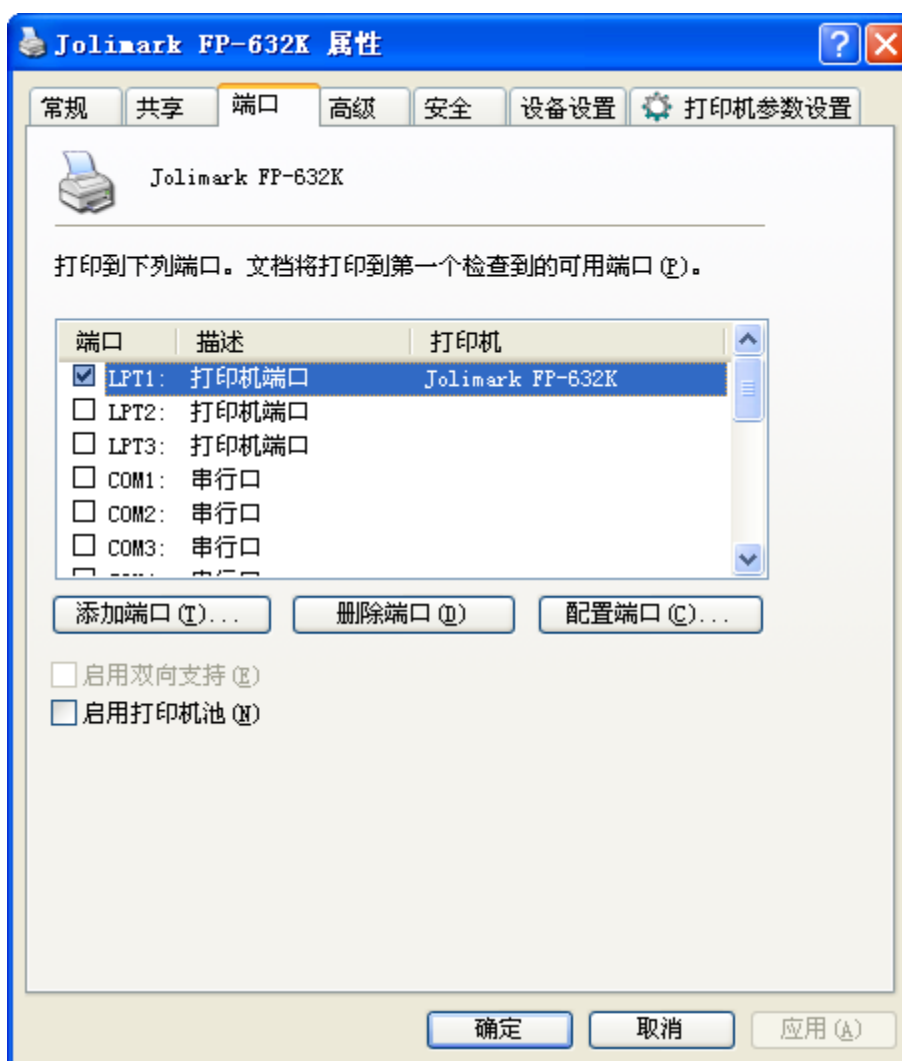 Jolimark FP-632K 属性
常规 共享 端口 高级 安全 设备设置 打印机参数设置
Jolimark FP-632K
打印到下列端口。文档将打印到第一个检查到的可用端口(P)。
端口 描述 打印机
LPT1: 打印机端口 Jolimark FP-632K
LPT2: 打印机端口
LPT3: 打印机端口
COM1: 串行口
COM2: 串行口
COM3: 串行口
添加端口(T)... 删除端口(D) 配置端口(C)...
启用双向支持(E)
启用打印机池(N)
确定 取消 应用(A)